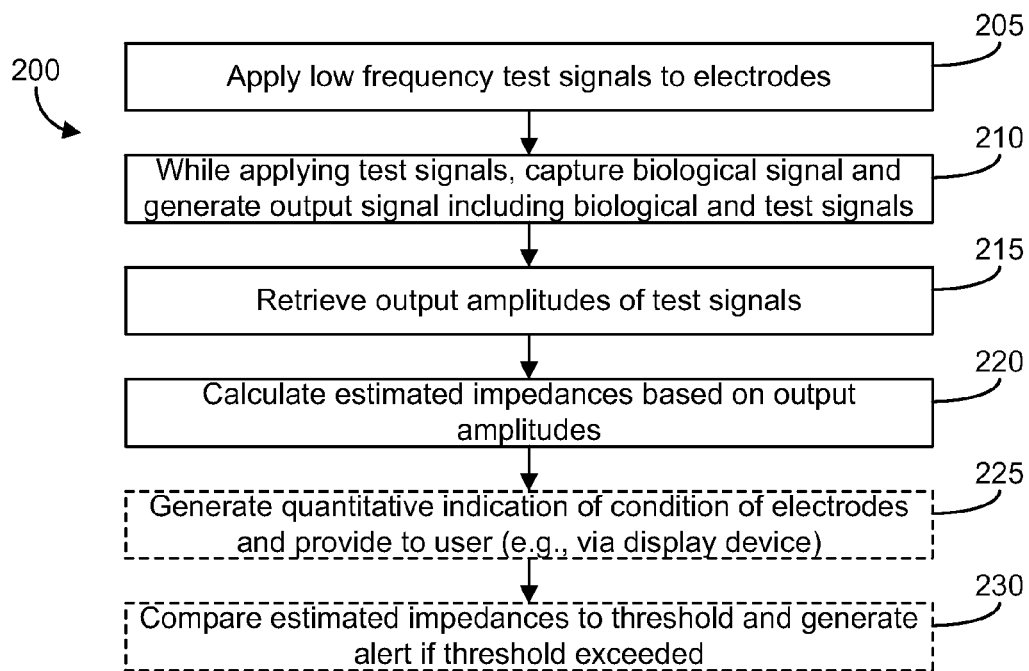 200
205
Apply low frequency test signals to electrodes
210
While applying test signals, capture biological signal and
generate output signal including biological and test signals
215
Retrieve output amplitudes of test signals
220
Calculate estimated impedances based on output
amplitudes
225
Generate quantitative indication of condition of electrodes
and provide to user (e.g., via display device)
230
Compare estimated impedances to threshold and generate
alert if threshold exceeded